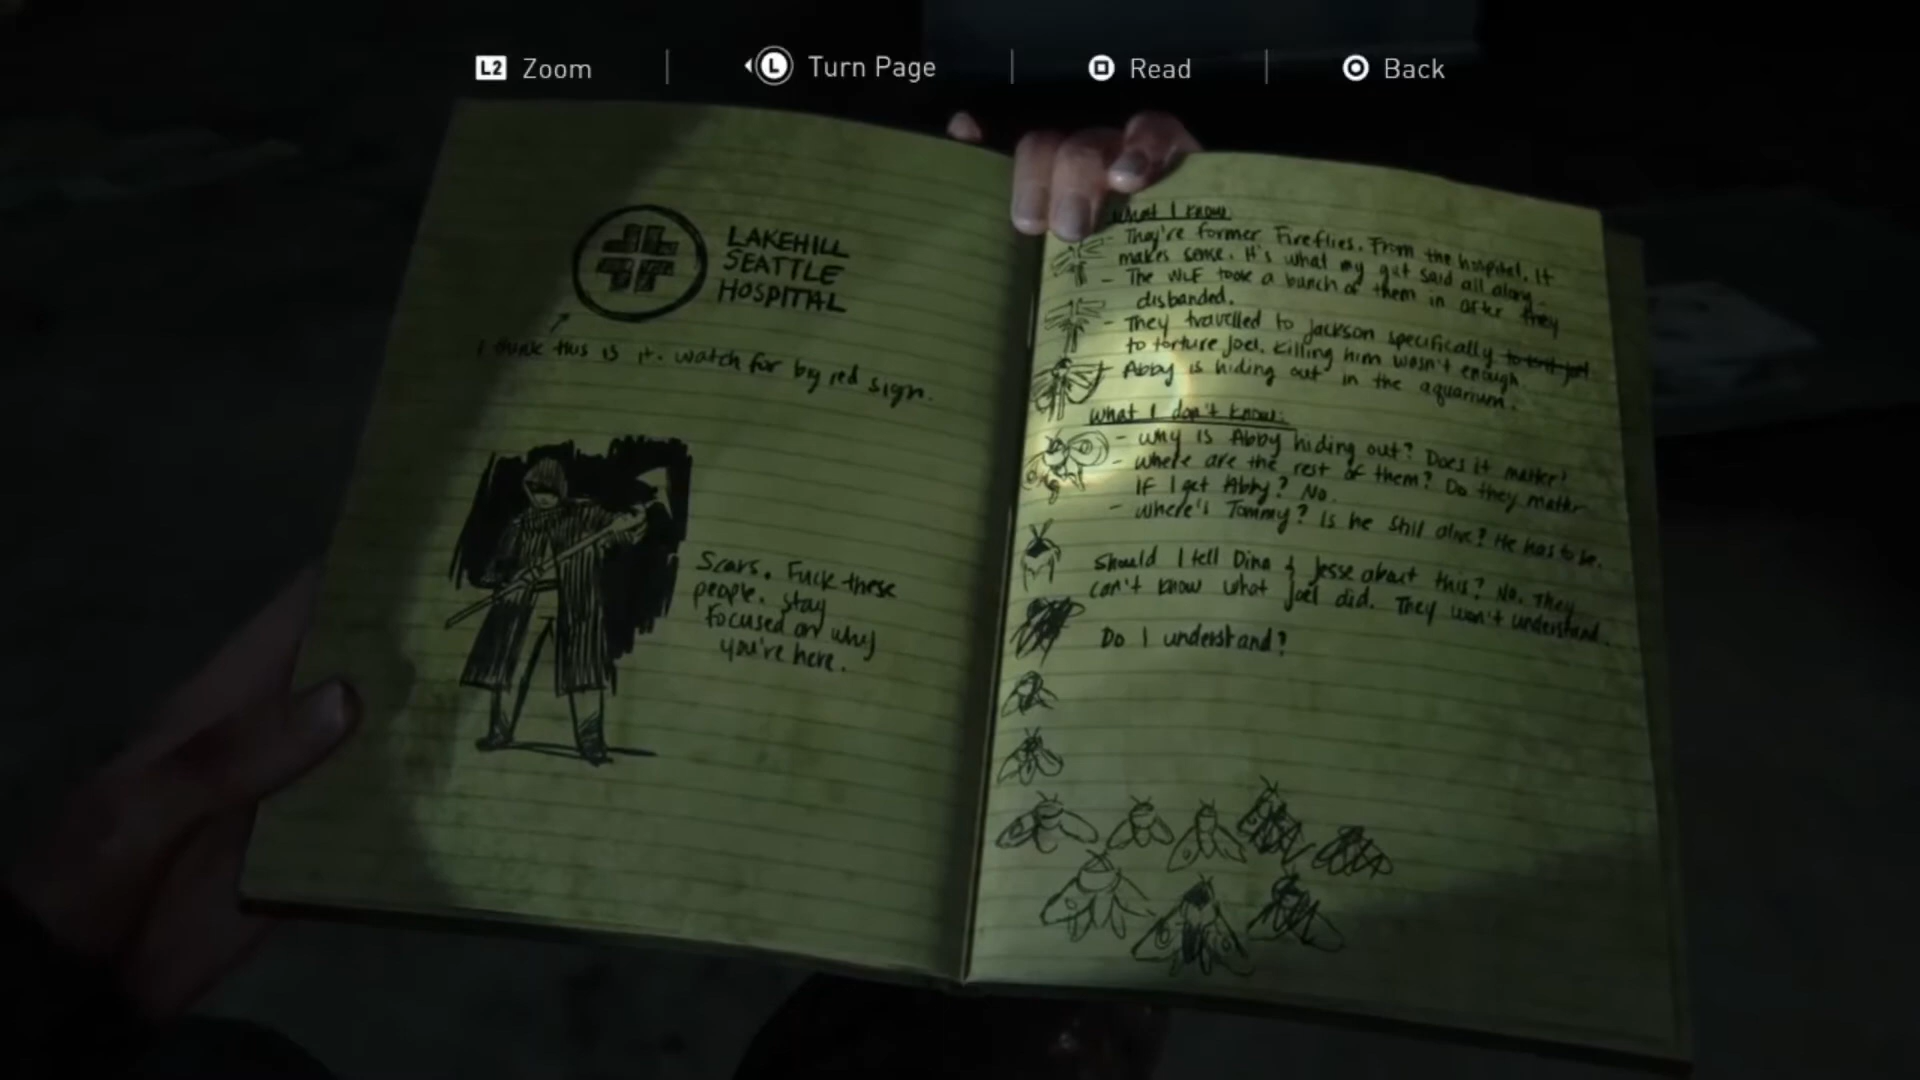 L2 Zoom
L Turn Page
Read
Back
LAKEHILL
SEATTLE
HOSPITAL
I think this is it. watch for big red sign.
Scars. Fuck these
people. Stay
focused on why
you're here.
What I know
- They're former Fireflies. From the hospital. It
makes sense. It's what my gut said all along.
- The WLF took a bunch of them in after they
disbanded.
- They travelled to Jackson specifically
to torture Joel. Killing him wasn't enough.
- Abby is hiding out in the aquarium.
What I don't know:
- Why is Abby hiding out? Does it matter?
- Where are the rest of them? Do they matter
If I get Abby? No.
- Where's Tommy? Is he still alive? He has to be.
Should I tell Dina & Jesse about this? No. They
can't know what Joel did. They won't understand.
Do I understand?